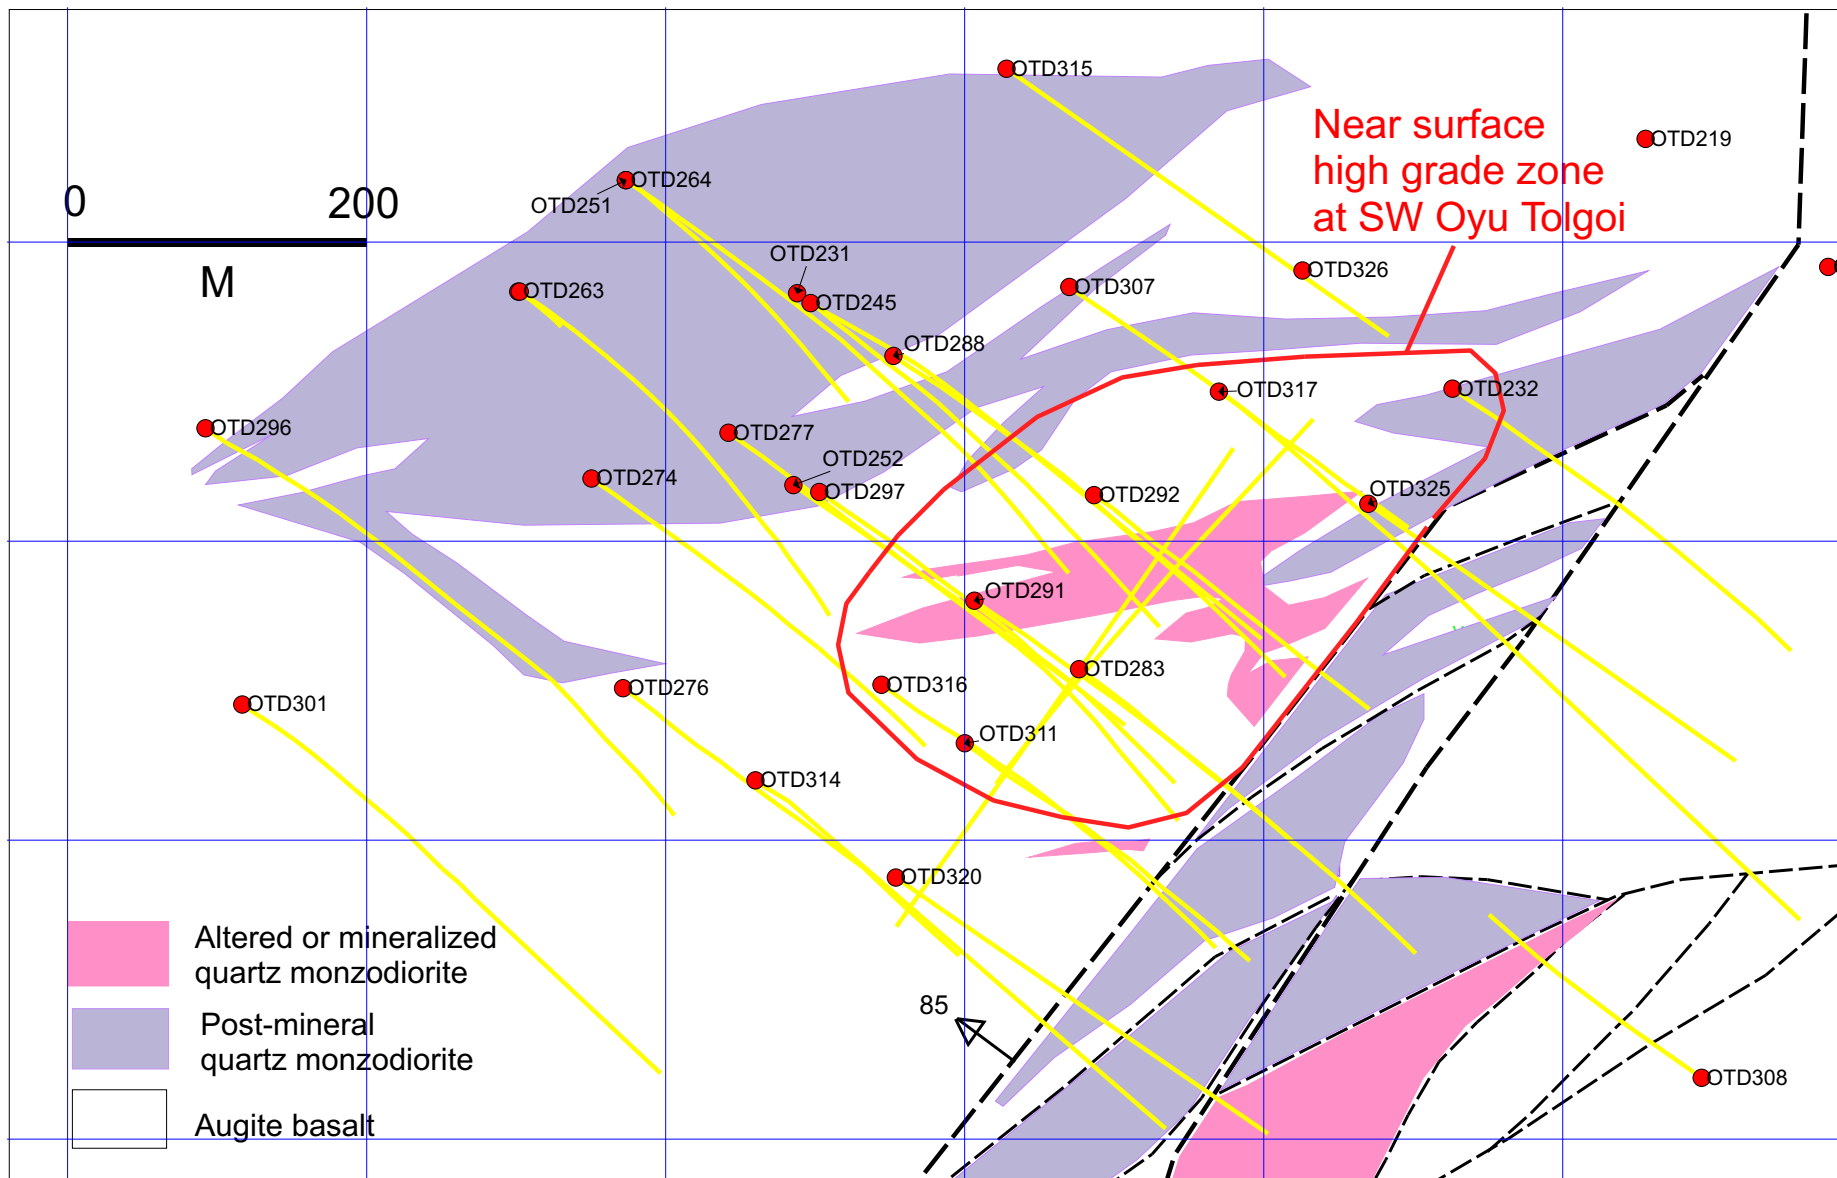 OTD315
Near surface
high grade zone
at SW Oyu Tolgoi
OTD219
0
200
M
OTD264
OTD251
OTD231
OTD245
OTD263
OTD326
OTD307
OTD288
OTD317
OTD232
OTD296
OTD277
OTD252
OTD274
OTD297
OTD292
OTD325
OTD291
OTD283
OTD316
OTD276
OTD301
OTD311
OTD314
OTD320
Altered or mineralized
quartz monzodiorite
85
Post-mineral
quartz monzodiorite
OTD308
Augite basalt